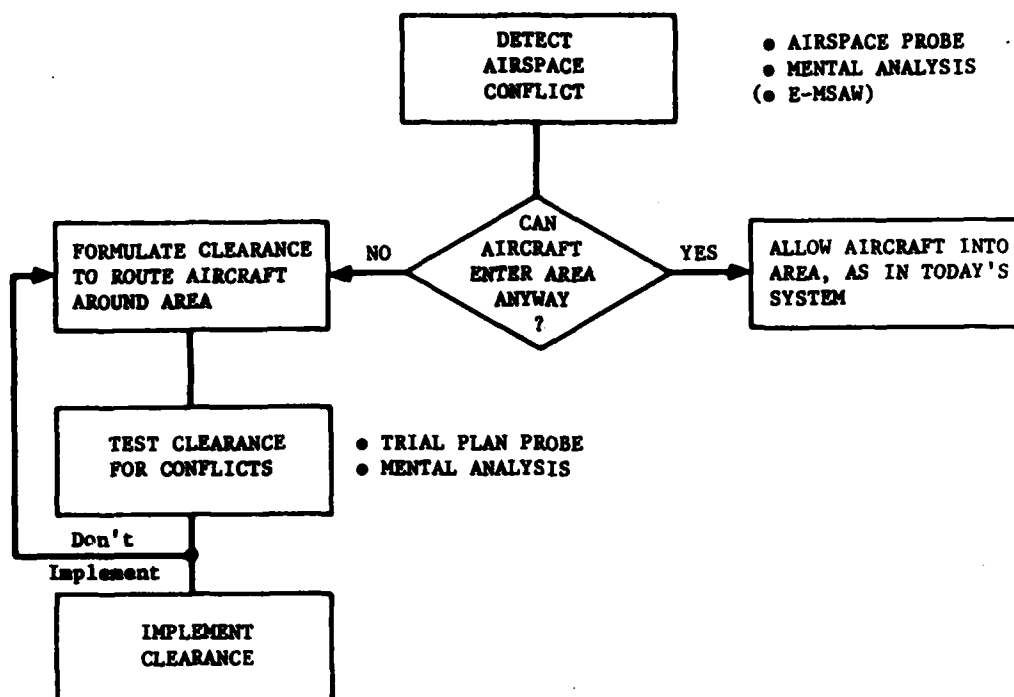 DETECT
AIRSPACE
CONFLICT
● AIRSPACE PROBE
● MENTAL ANALYSIS
(● E-MSAW)
CAN
AIRCRAFT
ENTER AREA
ANYWAY
?
NO
YES
FORMULATE CLEARANCE
TO ROUTE AIRCRAFT
AROUND AREA
ALLOW AIRCRAFT INTO
AREA, AS IN TODAY'S
SYSTEM
TEST CLEARANCE
FOR CONFLICTS
● TRIAL PLAN PROBE
● MENTAL ANALYSIS
Don't
Implement
IMPLEMENT
CLEARANCE